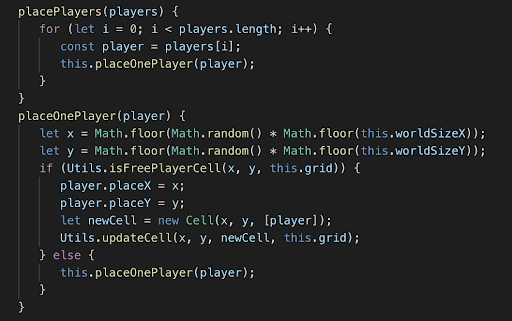 placePlayers(players) {
for (let i = 0; i < players.length; i++) {
const player = players[i];
this.placeOnePlayer(player);
}
}
placeOnePlayer(player) {
let x = Math.floor(Math.random() * Math.floor(this.worldSizeX));
let y = Math.floor(Math.random() * Math.floor(this.worldSizeY));
if (Utils.isFreePlayerCell(x, y, this.grid)) {
player.placeX = x;
player.placeY = y;
let newCell = new Cell(x, y, [player]);
Utils.updateCell(x, y, newCell, this.grid);
} else {
this.placeOnePlayer(player);
}
}